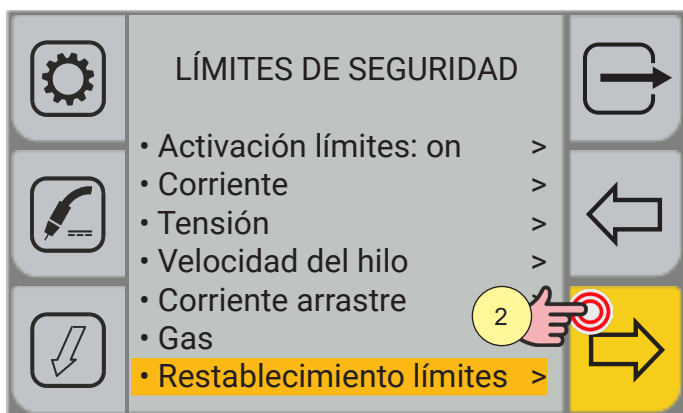 LÍMITES DE SEGURIDAD
• Activación límites: on >
• Corriente >
• Tensión >
• Velocidad del hilo >
• Corriente arrastre
2
• Gas
• Restablecimiento límites >